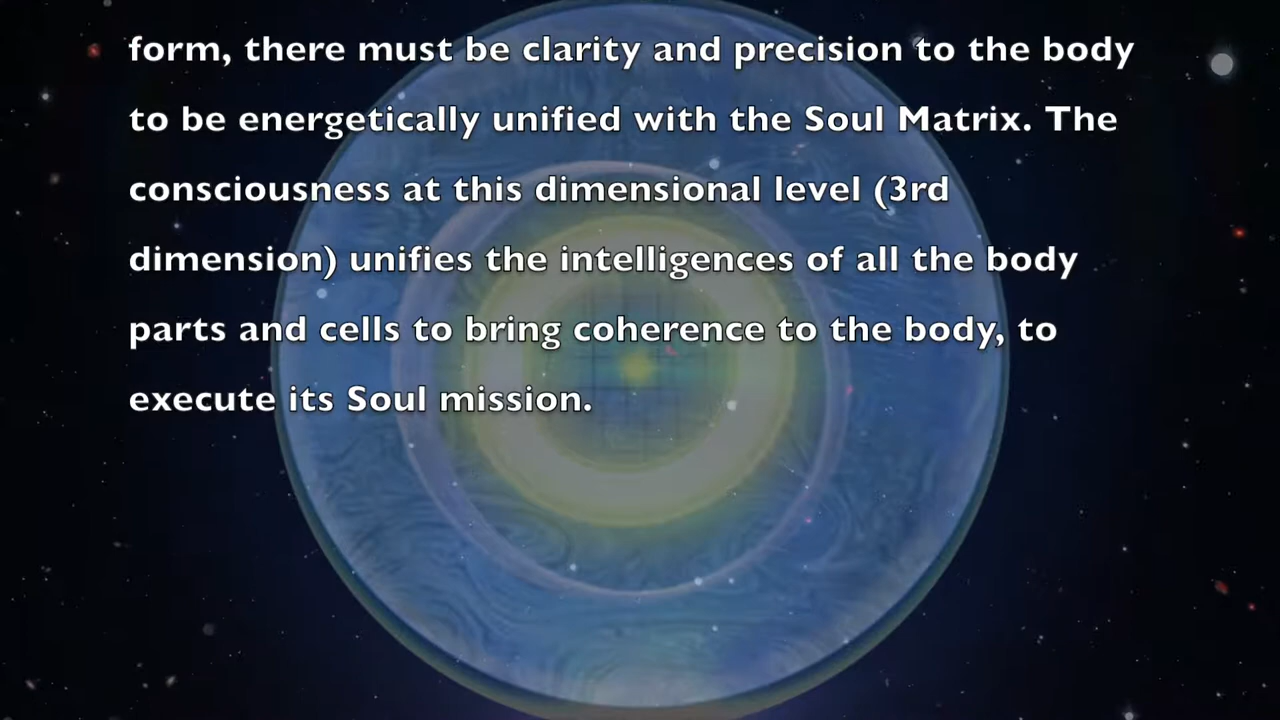 form, there must be clarity and precision to the body
to be energetically unified with the Soul Matrix. The
consciousness at this dimensional level (3rd
dimension) unifies the intelligences of all the body
parts and cells to bring coherence to the body, to
execute its Soul mission.